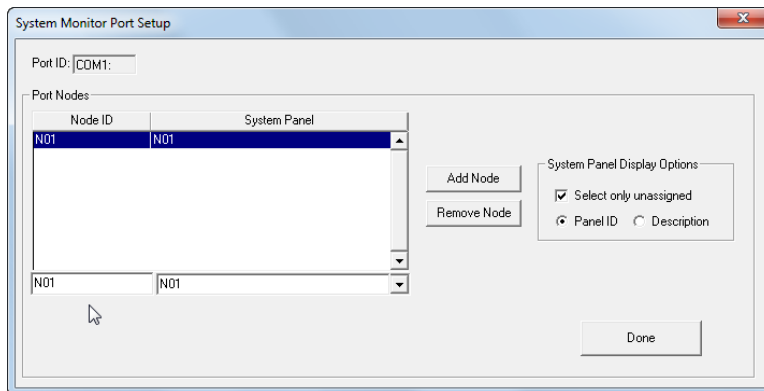 System Monitor Port Setup
Port ID: COM1:
Port Nodes
Node ID System Panel
N01 N01
Add Node
Remove Node
System Panel Display Options
Select only unassigned
Panel ID Description
N01 N01
Done